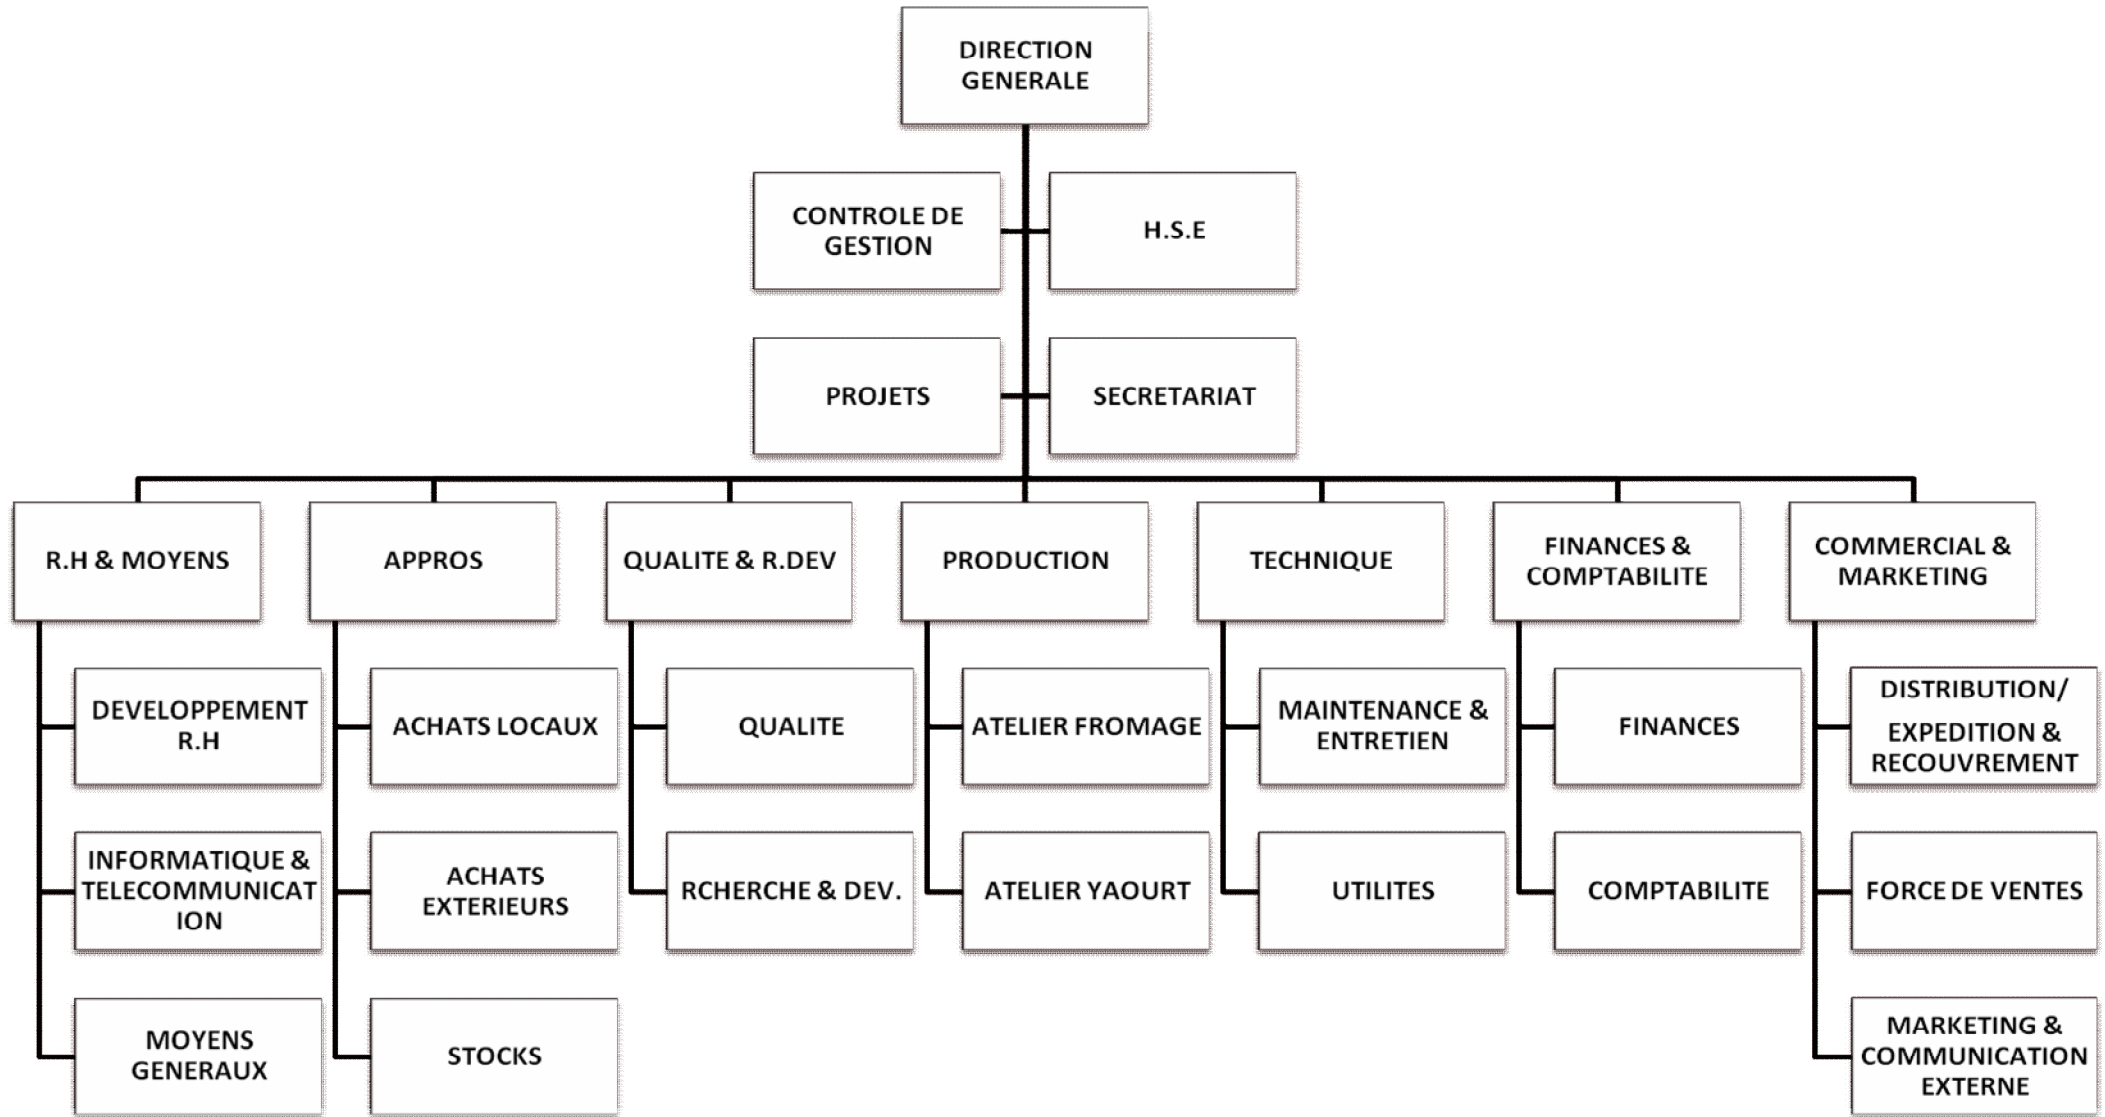 DIRECTION
GENERALE
CONTROLE DE
GESTION
H.S.E
PROJETS
SECRETARIAT
R.H & MOYENS
APPROS
QUALITE & R.DEV
PRODUCTION
TECHNIQUE
FINANCES &
COMPTABILITE
COMMERCIAL &
MARKETING
DEVELOPPEMENT
R.H
ACHATS LOCAUX
QUALITE
ATELIER FROMAGE
MAINTENANCE &
ENTRETIEN
FINANCES
DISTRIBUTION/
EXPEDITION &
RECOUVREMENT
INFORMATIQUE &
TELECOMMUNICAT
ION
ACHATS
EXTERIEURS
RCHERCHE & DEV.
ATELIER YAOURT
UTILITES
COMPTABILITE
FORCE DE VENTES
MOYENS
GENERAUX
STOCKS
MARKETING &
COMMUNICATION
EXTERNE